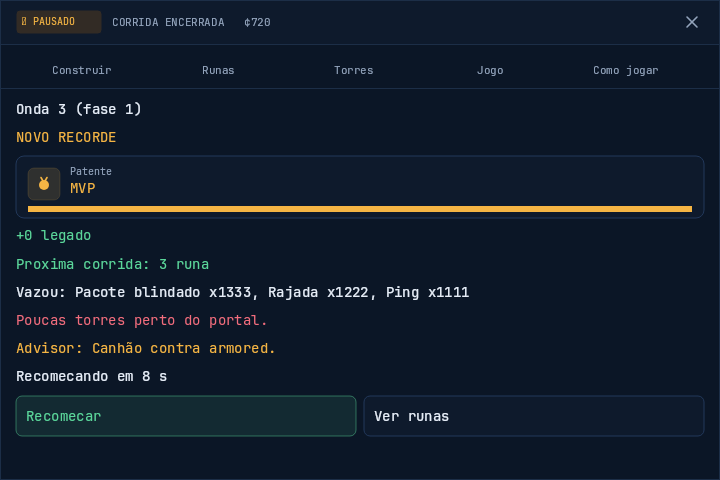 PAUSADO CORRIDA ENCERRADA $720
Construir Runas Torres Jogo Como jogar
Onda 3 (fase 1)
NOVO RECORDE
Patente
MVP
+0 legado
Proxima corrida: 3 runa
Vazou: Pacote blindado x1333, Rajada x1222, Ping x1111
Poucas torres perto do portal.
Advisor: Canhão contra armored.
Recomecando em 8 s
Recomecar Ver runas